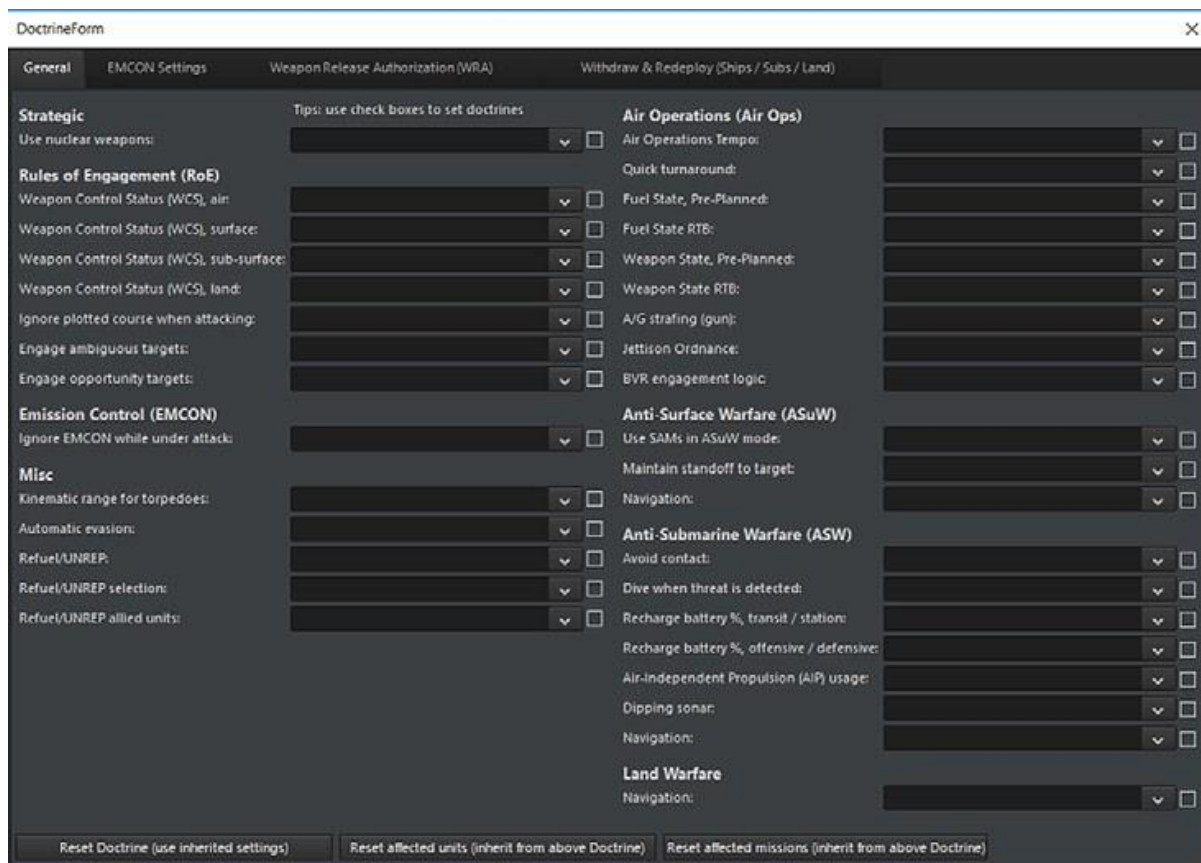 DoctrineForm
General EMCON Settings Weapon Release Authorization (WRA) Withdraw & Redeploy (Ships / Subs / Land)
Tips: use check boxes to set doctrines
Strategic
Use nuclear weapons:
Rules of Engagement (RoE)
Weapon Control Status (WCS), air:
Weapon Control Status (WCS), surface:
Weapon Control Status (WCS), sub-surface:
Weapon Control Status (WCS), land:
Ignore plotted course when attacking:
Engage ambiguous targets:
Engage opportunity targets:
Emission Control (EMCON)
Ignore EMCON while under attack:
Misc
Kinematic range for torpedoes:
Automatic evasion:
Refuel/UNREP:
Refuel/UNREP selection:
Refuel/UNREP allied units:
Air Operations (Air Ops)
Air Operations Tempo:
Quick turnaround:
Fuel State, Pre-Planned:
Fuel State RTB:
Weapon State, Pre-Planned:
Weapon State RTB:
A/G strafing (gun):
Jettison Ordnance:
BVR engagement logic:
Anti-Surface Warfare (ASuW)
Use SAMs in ASuW mode:
Maintain standoff to target:
Navigation:
Anti-Submarine Warfare (ASW)
Avoid contact:
Dive when threat is detected:
Recharge battery %, transit / station:
Recharge battery %, offensive / defensive:
Air-Independent Propulsion (AIP) usage:
Dipping sonar:
Navigation:
Land Warfare
Navigation:
Reset Doctrine (use inherited settings) Reset affected units (inherit from above Doctrine) Reset affected missions (inherit from above Doctrine)